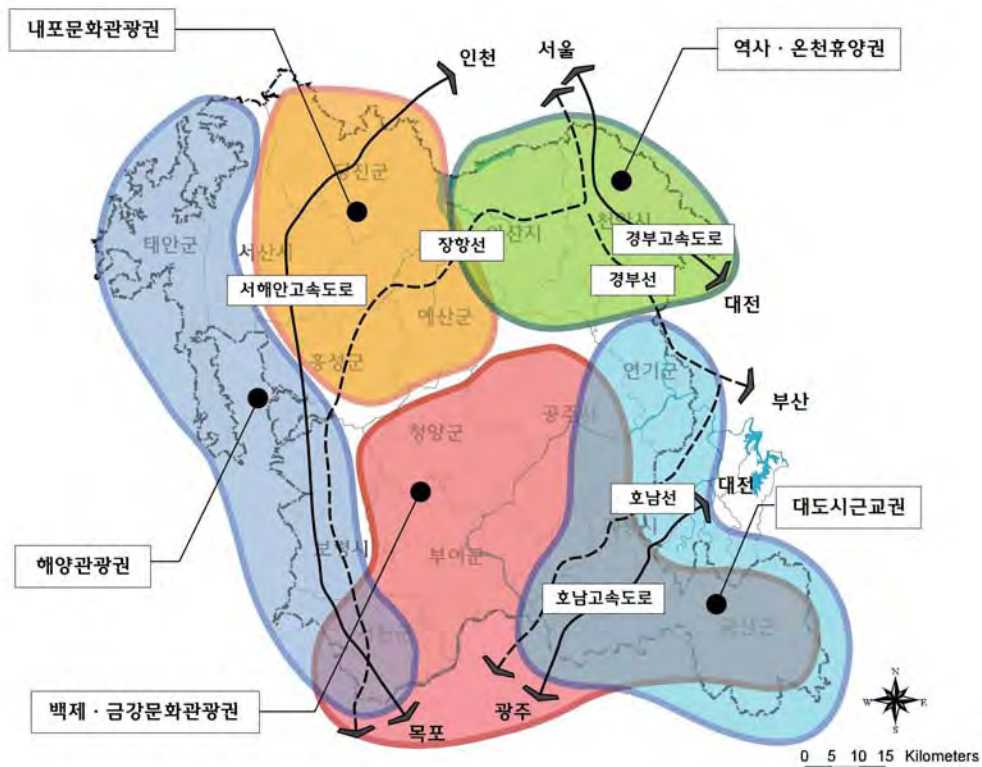 내포문화관광권
인천
서울
역사 · 온천휴양권
당진군
천안시
태안군
서산시
장항선
아산시
경부고속도로
서해안고속도로
경부선
대전
예산군
홍성군
연기군
부산
공주시
청양군
대전
호남선
대도시근교권
보령시
부여군
해양관광권
호남고속도로
금산군
서천군
백제 · 금강문화관광권
목포
광주
N
W
E
S
0 5 10 15 Kilometers